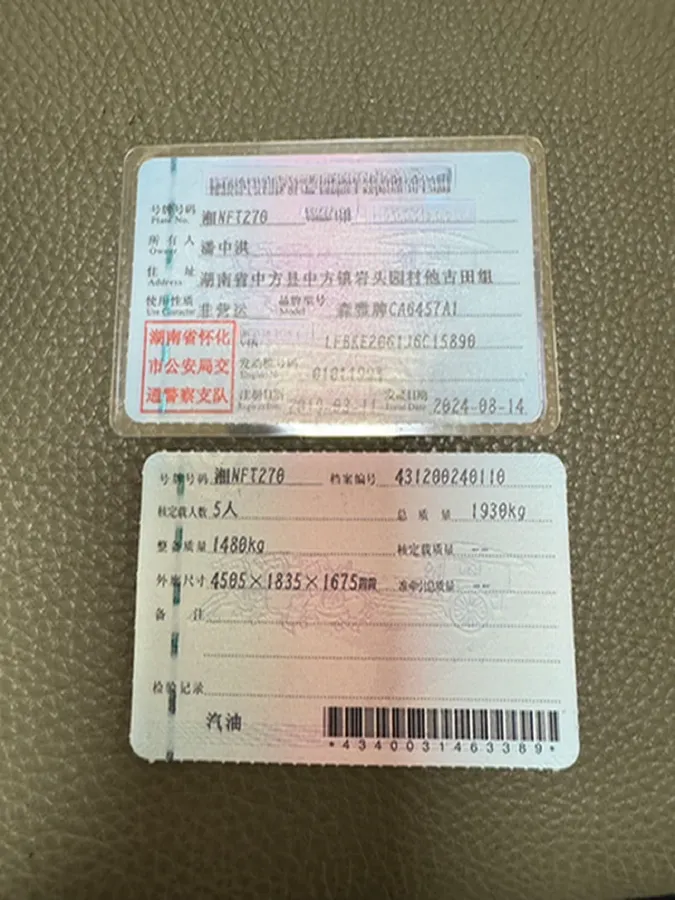 号牌号码 湘NFT270
Plate No.
所有人 潘中洪
Owner
住址 湖南省中方县中方镇岩头园村他古田组
Address
使用性质 非营运 品牌型号 森雅牌CA6457A1
Use Character Model
湖南省怀化
市公安局交
通警察支队
VIN
发动机号码
注册日期 发证日期 2024-08-14
Issue Date
号牌号码 湘NFT270 档案编号 431200240110
核定载人数 5人 总质量 1930kg
整备质量 1480kg 核定载质量 --
外廓尺寸 4505×1835×1675 准牵引总质量 --
备注
检验记录
汽油
*4340031463389*